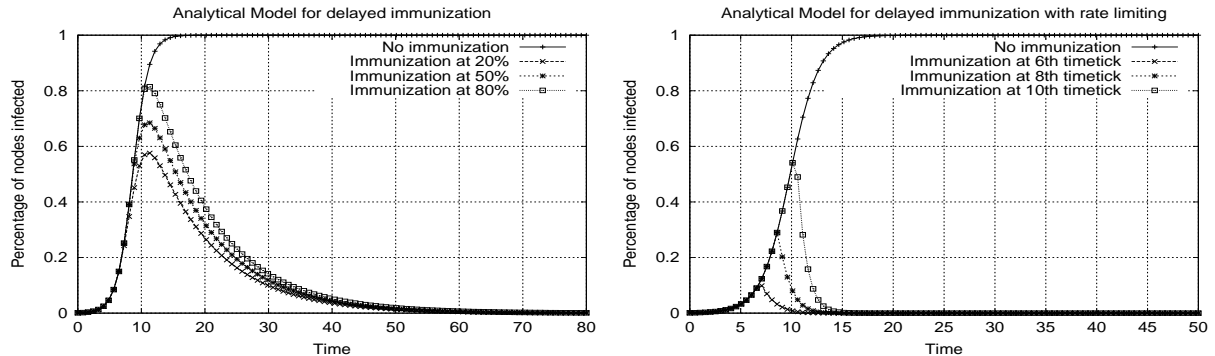 Analytical Model for delayed immunization
Percentage of nodes infected
1
0.8
0.6
0.4
0.2
0
0 10 20 30 40 50 60 70 80
Time
No immunization
Immunization at 20%
Immunization at 50%
Immunization at 80%
Analytical Model for delayed immunization with rate limiting
Percentage of nodes infected
1
0.8
0.6
0.4
0.2
0
0 5 10 15 20 25 30 35 40 45 50
Time
No immunization
Immunization at 6th timetick
Immunization at 8th timetick
Immunization at 10th timetick